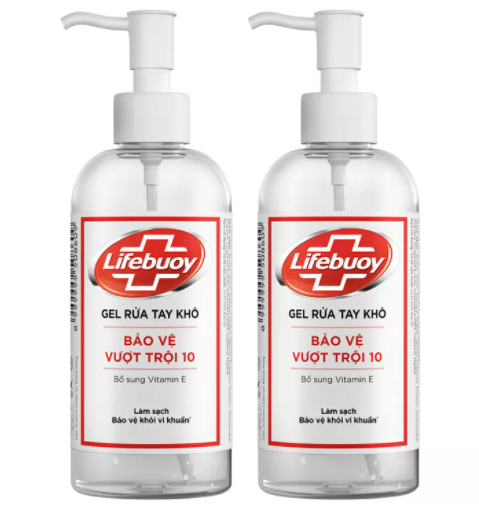 Lifebuoy
GEL RỬA TAY KHÔ
BẢO VỆ
VƯỢT TRỘI 10
Bổ sung Vitamin E
Làm sạch
Bảo vệ khỏi vi khuẩn*
Lifebuoy
GEL RỬA TAY KHÔ
BẢO VỆ
VƯỢT TRỘI 10
Bổ sung Vitamin E
Làm sạch
Bảo vệ khỏi vi khuẩn*